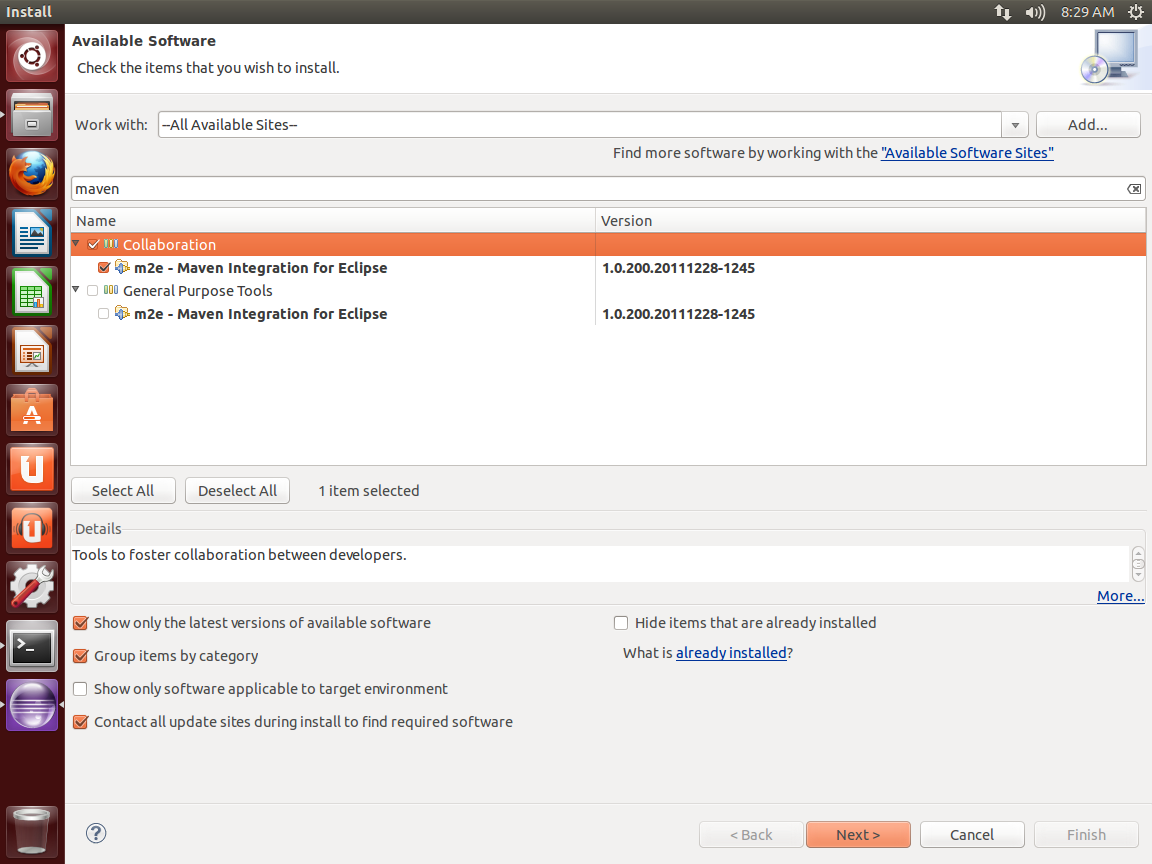 Install
8:29 AM
Available Software
Check the items that you wish to install.
Work with: --All Available Sites-- Add...
Find more software by working with the "Available Software Sites"
maven
Name Version
Collaboration
m2e - Maven Integration for Eclipse 1.0.200.20111228-1245
General Purpose Tools
m2e - Maven Integration for Eclipse 1.0.200.20111228-1245
Select All Deselect All 1 item selected
Details
Tools to foster collaboration between developers.
More...
Show only the latest versions of available software Hide items that are already installed
Group items by category What is already installed?
Show only software applicable to target environment
Contact all update sites during install to find required software
? < Back Next > Cancel Finish